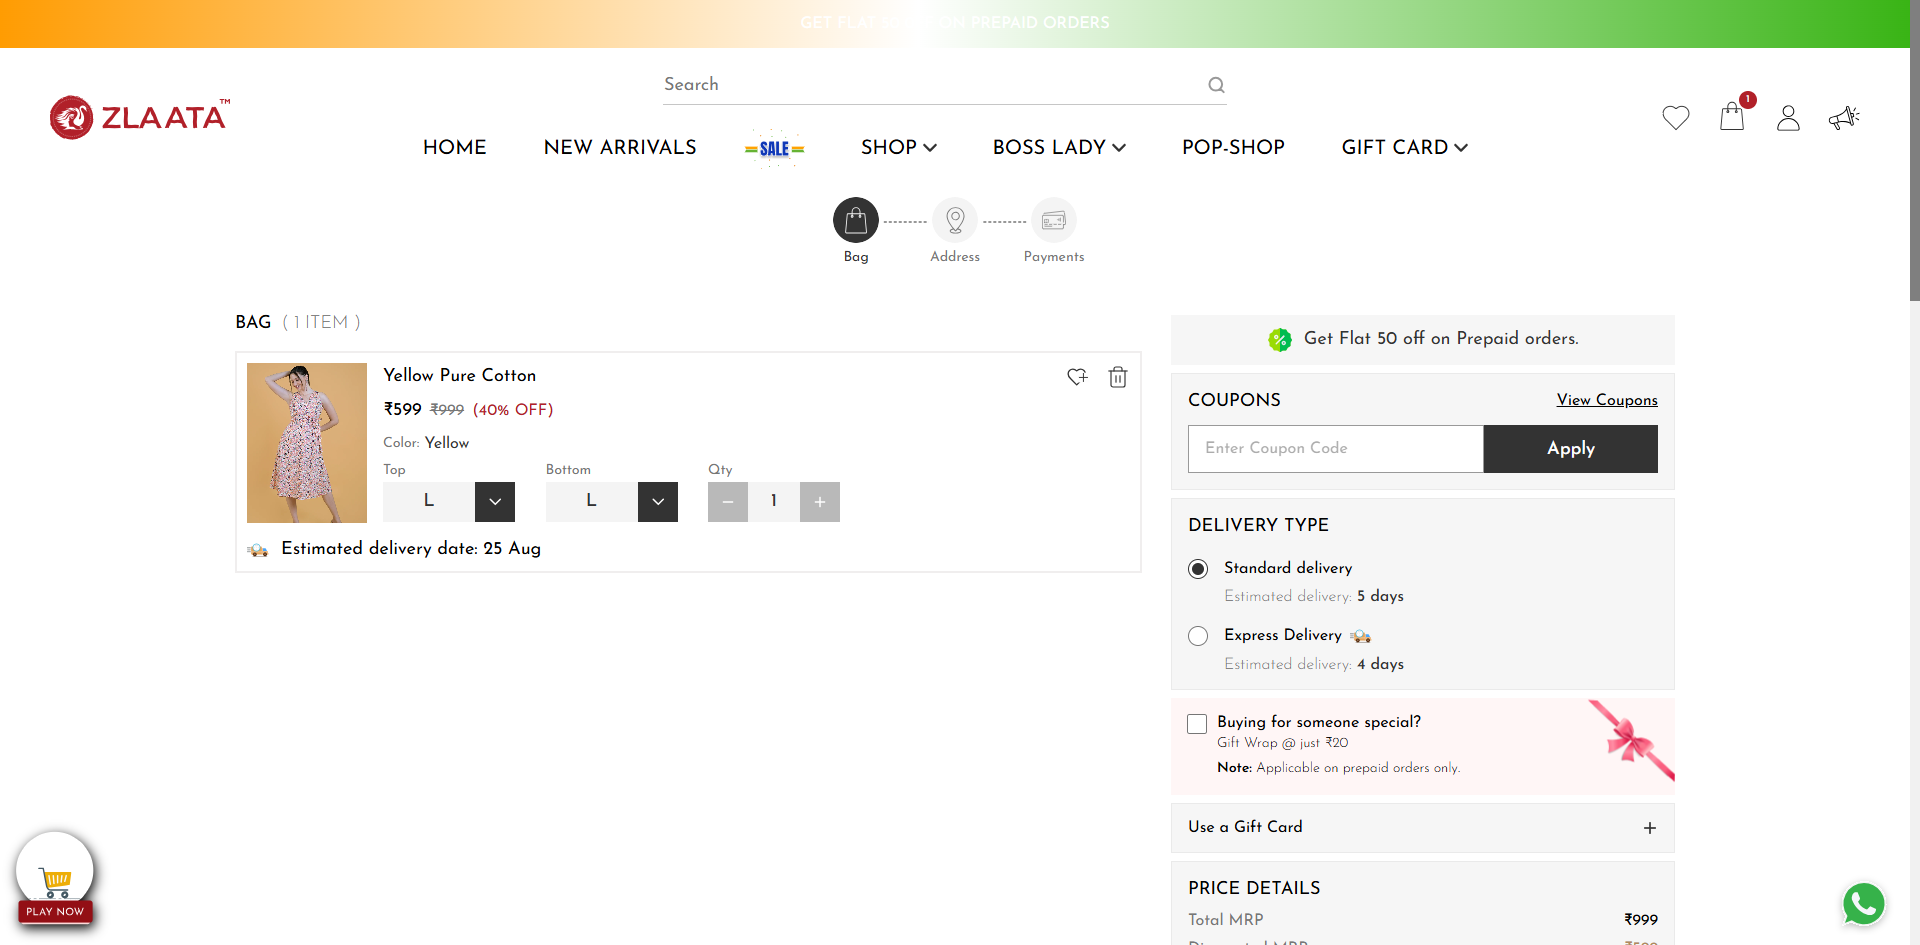 GET FLAT ON PREPAID ORDERS
Search
ZLAATA™
1
HOME
NEW ARRIVALS
SALE
SHOP
BOSS LADY
POP-SHOP
GIFT CARD
Bag
Address
Payments
BAG ( 1 ITEM )
Yellow Pure Cotton
₹599 ₹999 (40% OFF)
Color: Yellow
Top
Bottom
Qty
L
L
1
Estimated delivery date: 25 Aug
Get Flat 50 off on Prepaid orders.
COUPONS
View Coupons
Enter Coupon Code
Apply
DELIVERY TYPE
Standard delivery
Estimated delivery: 5 days
Express Delivery
Estimated delivery: 4 days
Buying for someone special?
Gift Wrap @ just ₹20
Note: Applicable on prepaid orders only.
Use a Gift Card
PRICE DETAILS
Total MRP
₹999
PLAY NOW